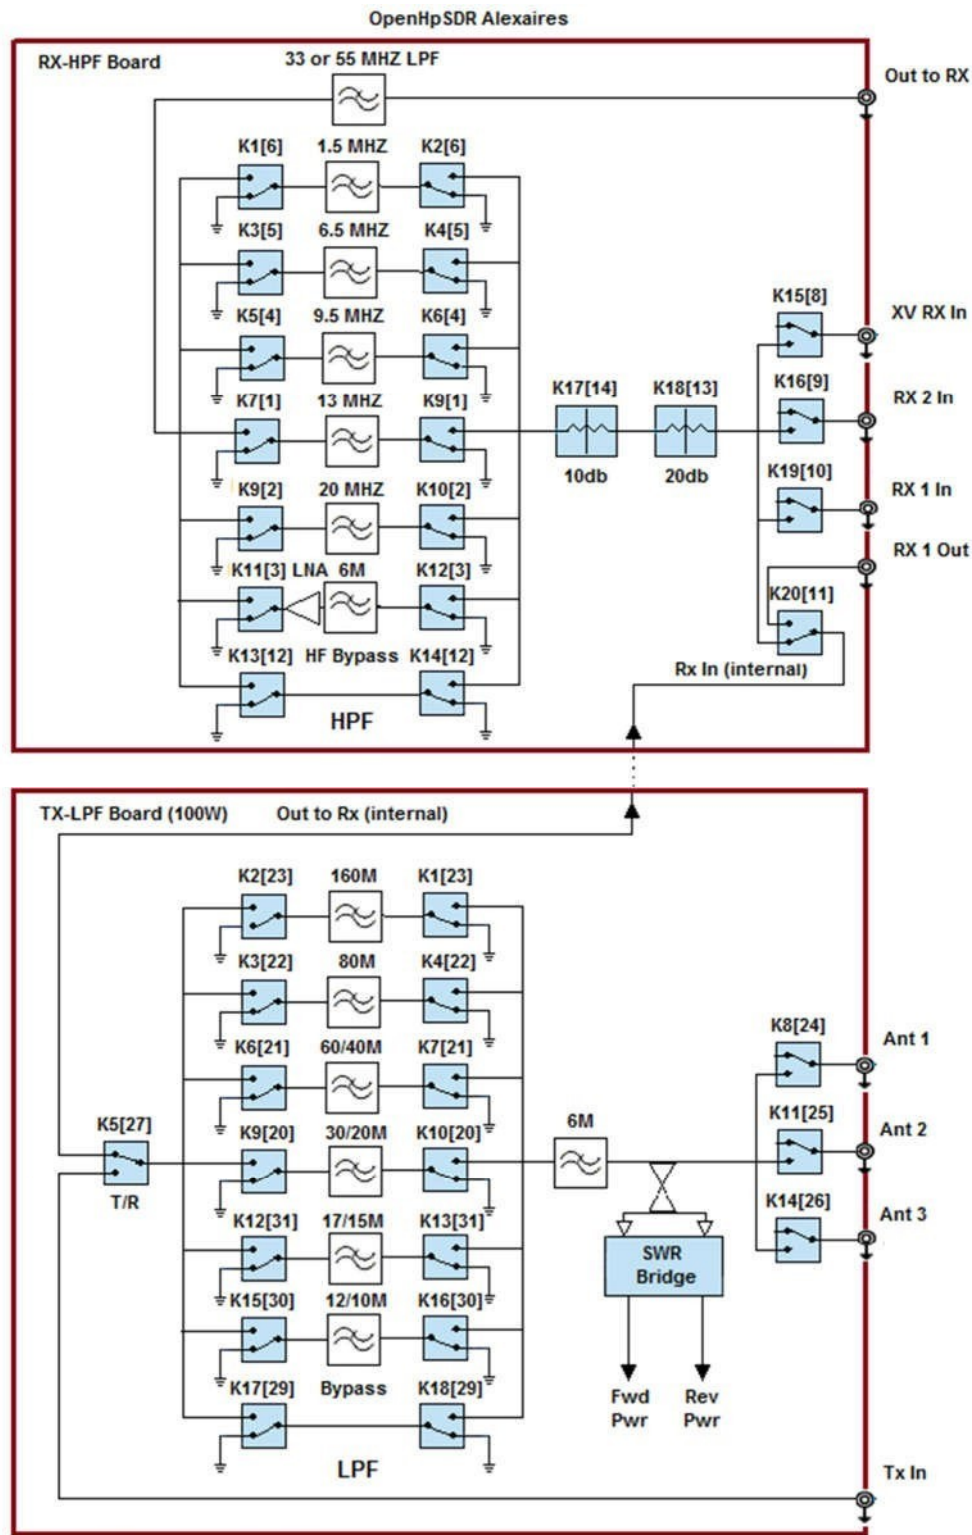 OpenHpSDR Alexaires
RX-HPF Board
33 or 55 MHZ LPF
Out to RX
K1[6] 1.5 MHZ K2[6]
K3[5] 6.5 MHZ K4[5]
K5[4] 9.5 MHZ K6[4]
K15[8]
XV RX In
K7[1] 13 MHZ K9[1]
K17[14] K18[13]
K16[9]
RX 2 In
10db 20db
K9[2] 20 MHZ K10[2]
K19[10]
RX 1 In
RX 1 Out
K11[3] LNA 6M K12[3]
K20[11]
K13[12] HF Bypass K14[12]
Rx In (internal)
HPF
TX-LPF Board (100W)
Out to Rx (internal)
K2[23] 160M K1[23]
K3[22] 80M K4[22]
K8[24]
Ant 1
K6[21] 60/40M K7[21]
K5[27]
K9[20] 30/20M K10[20]
6M
K11[25]
Ant 2
T/R
K12[31] 17/15M K13[31]
K14[26]
Ant 3
SWR
Bridge
K15[30] 12/10M K16[30]
K17[29] Bypass K18[29]
Fwd
Pwr
Rev
Pwr
LPF
Tx In